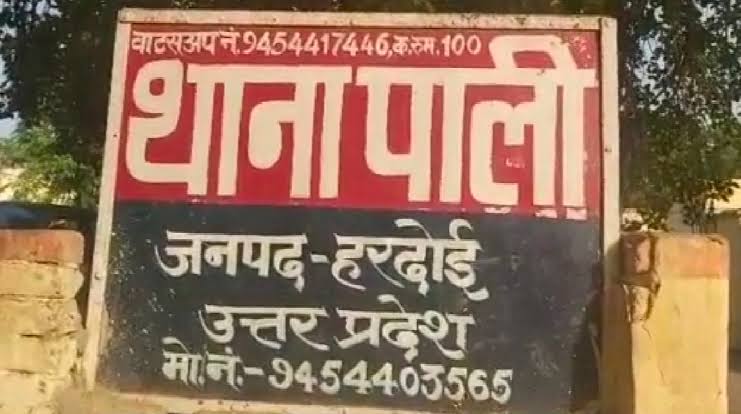 वाटसअप नं. 9454417446, क.रुम. 100
थाना पाली
जनपद - हरदोई
उत्तर प्रदेश
मो. नं. - 9454403565